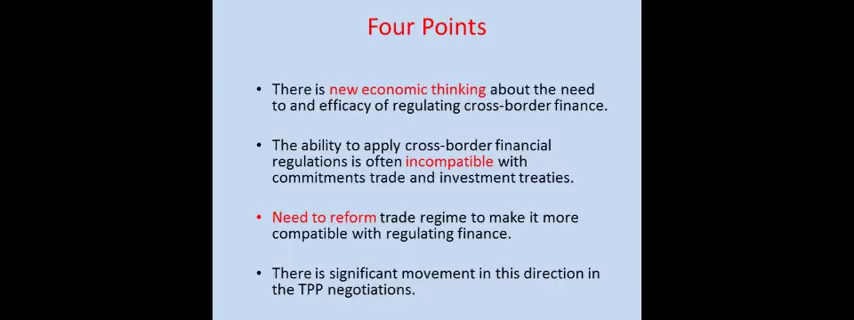 Four Points
• There is new economic thinking about the need
to and efficacy of regulating cross-border finance.
• The ability to apply cross-border financial
regulations is often incompatible with
commitments trade and investment treaties.
• Need to reform trade regime to make it more
compatible with regulating finance.
• There is significant movement in this direction in
the TPP negotiations.